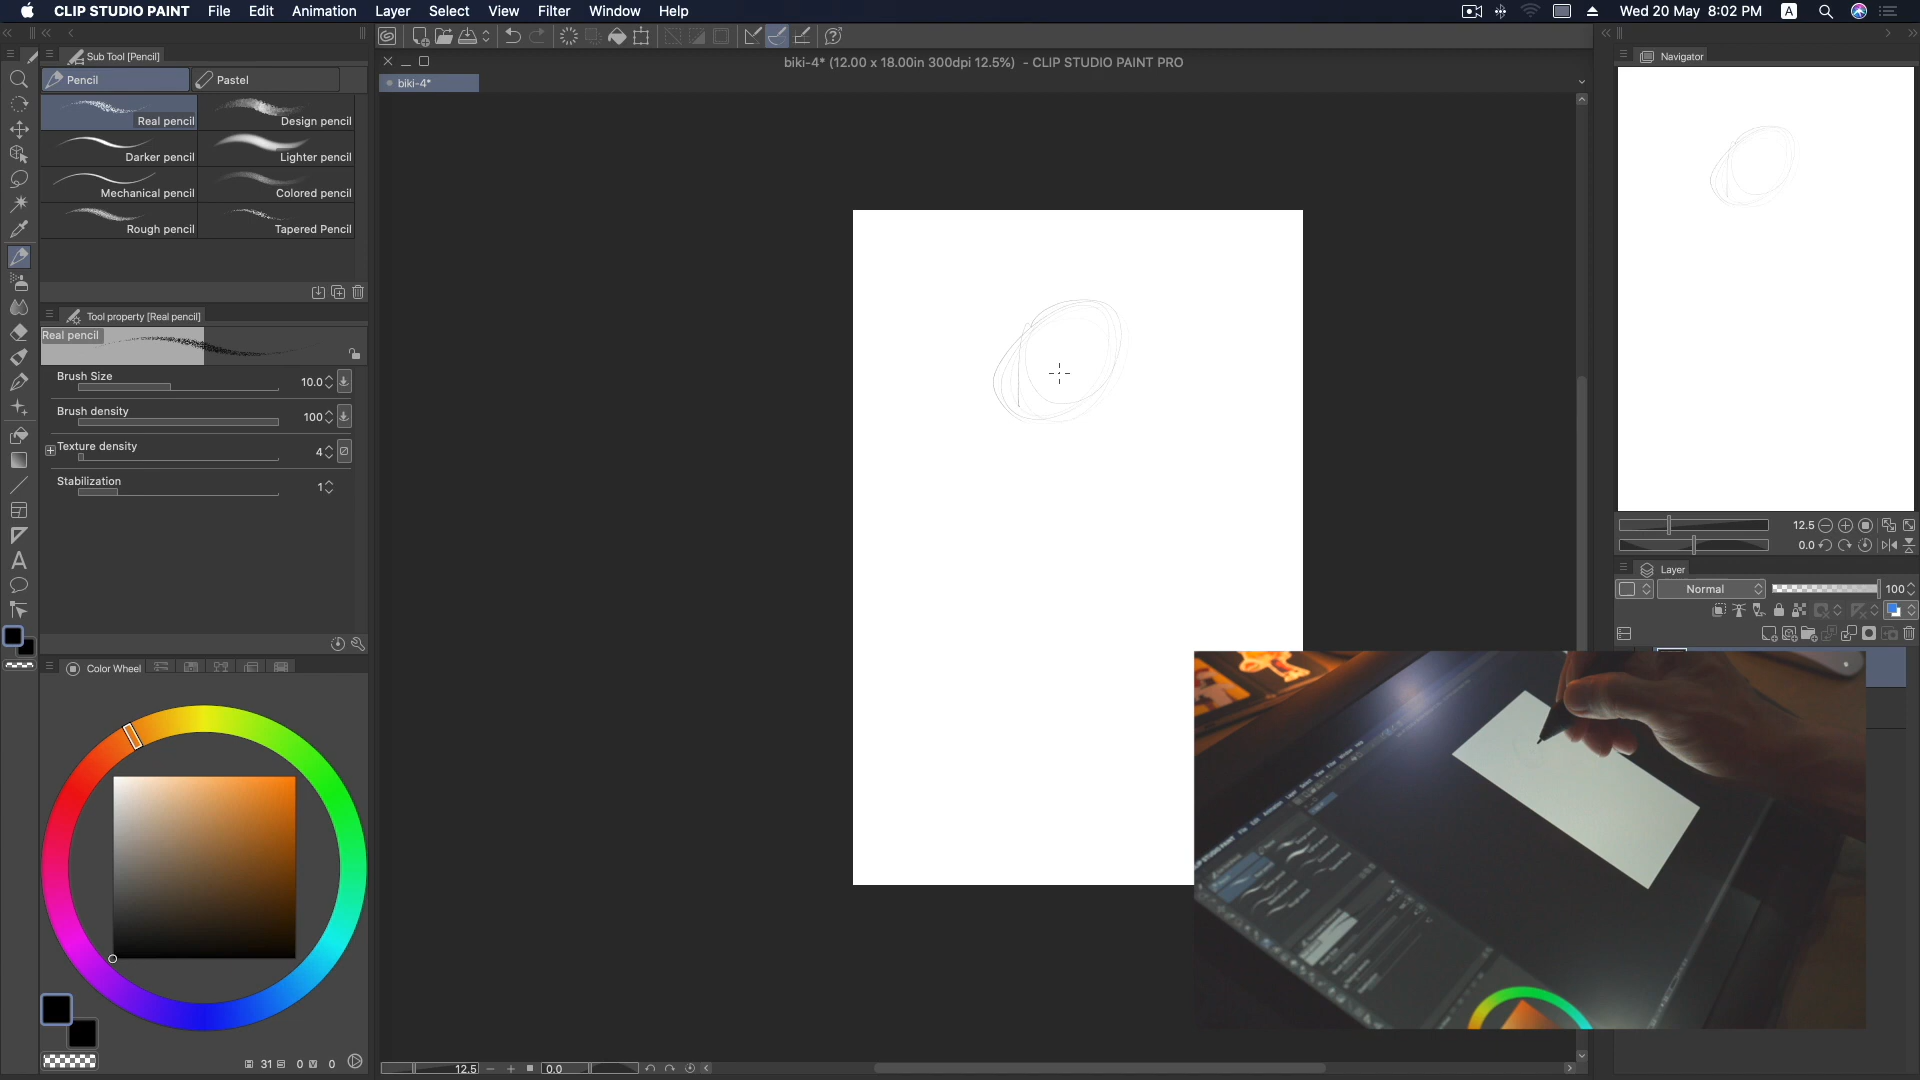 CLIP STUDIO PAINT File Edit Animation Layer Select View Filter Window Help Wed 20 May 8:02 PM A
Sub Tool [Pencil]
biki-4* (12.00 x 18.00in 300dpi 12.5%) - CLIP STUDIO PAINT PRO
Navigator
Pencil Pastel
biki-4*
Real pencil Design pencil
Darker pencil Lighter pencil
Mechanical pencil Colored pencil
Rough pencil Tapered Pencil
Tool property [Real pencil]
Real pencil
Brush Size 10.0
Brush density 100
Texture density 4
Stabilization 1
12.5
0.0
Layer
Normal 100
Color Wheel
31 0 0
12.5 0.0